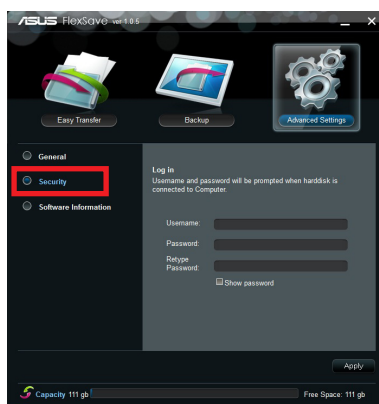 ASUS FlexSave ver 1.0.5
Easy Transfer
Backup
Advanced Settings
General
Security
Software Information
Log in
Username and password will be prompted when harddisk is
connected to Computer.
Username:
Password:
Retype
Password:
Show password
Apply
Capacity 111 gb
Free Space: 111 gb